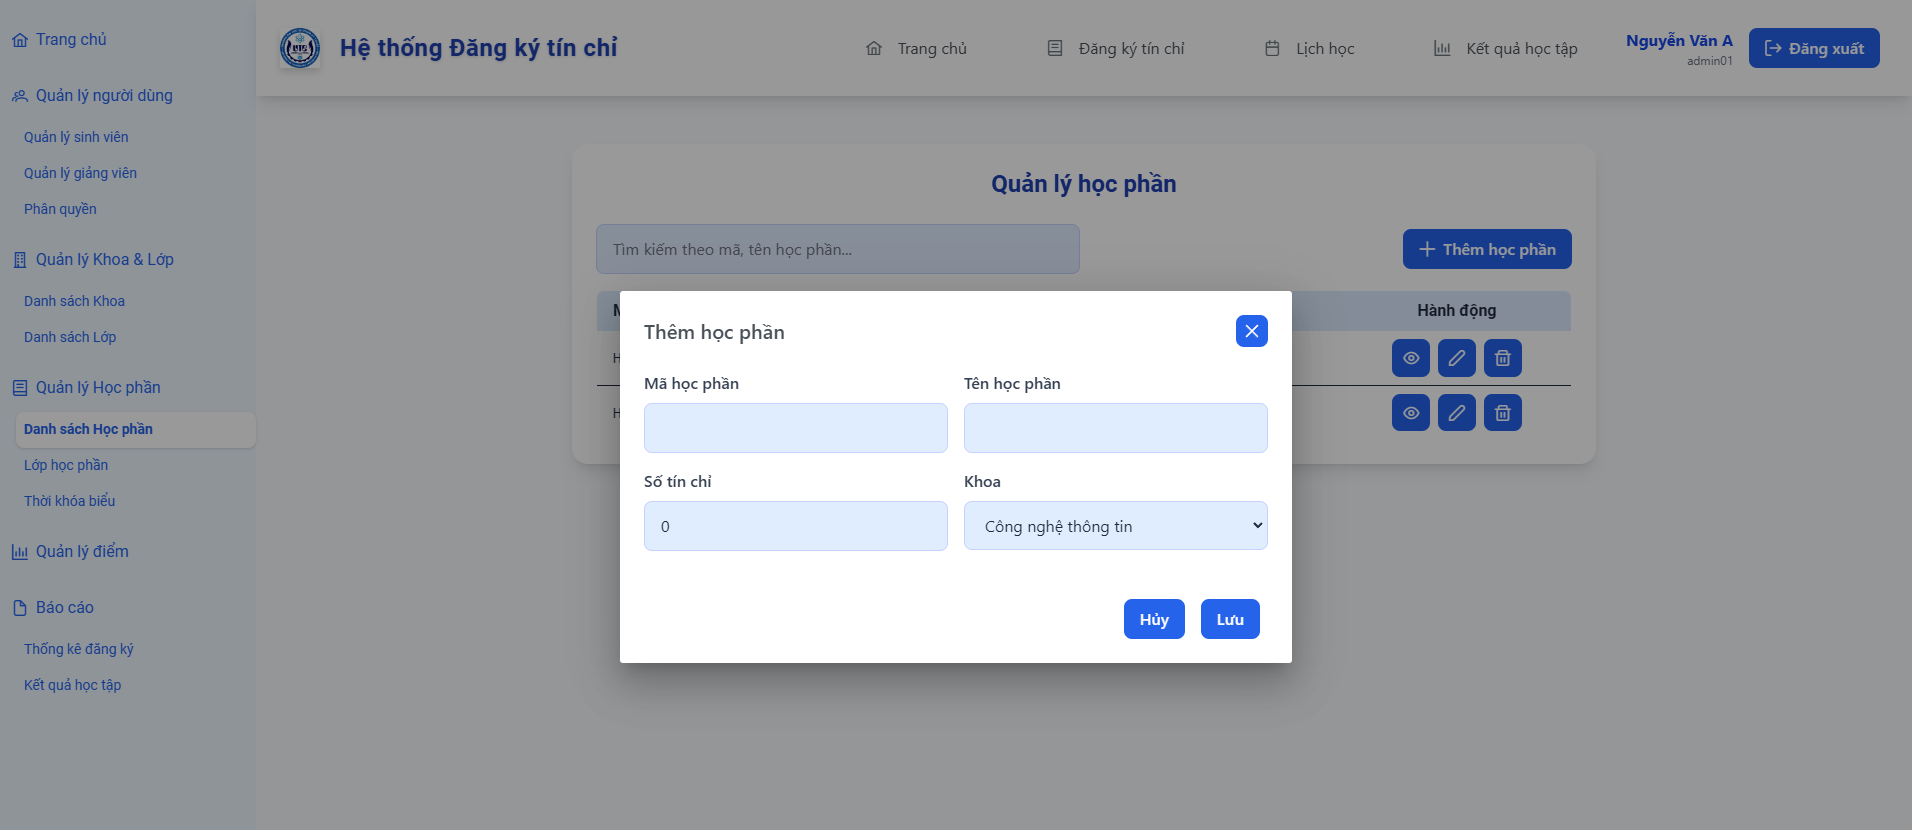 Trang chủ
Quản lý người dùng
Quản lý sinh viên
Quản lý giảng viên
Phân quyền
Quản lý Khoa & Lớp
Danh sách Khoa
Danh sách Lớp
Quản lý Học phần
Danh sách Học phần
Lớp học phần
Thời khóa biểu
Quản lý điểm
Báo cáo
Thống kê đăng ký
Kết quả học tập
Hệ thống Đăng ký tín chỉ
Trang chủ
Đăng ký tín chỉ
Lịch học
Kết quả học tập
Nguyễn Văn A
admin01
Đăng xuất
Quản lý học phần
Tìm kiếm theo mã, tên học phần...
Thêm học phần
Hành động
Thêm học phần
Mã học phần
Tên học phần
Số tín chỉ
Khoa
0
Công nghệ thông tin
Hủy
Lưu